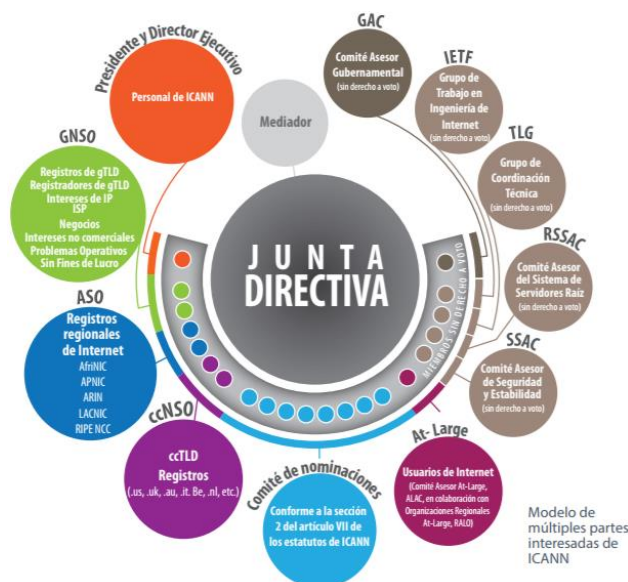 Presidente y Director Ejecutivo
Personal de ICANN
Mediador
GAC
Comité Asesor
Gubernamental
(sin derecho a voto)
IETF
Grupo de
Trabajo en
Ingeniería de
Internet
(sin derecho a voto)
TLG
Grupo de
Coordinación
Técnica
(sin derecho a voto)
RSSAC
Comité Asesor
del Sistema de
Servidores Raíz
(sin derecho a voto)
SSAC
Comité Asesor
de Seguridad
y Estabilidad
(sin derecho a voto)
GNSO
Registros de gTLD
Registradores de gTLD
Intereses de IP
ISP
Negocios
Intereses no comerciales
Problemas Operativos
Sin Fines de Lucro
JUNTA
DIRECTIVA
MIEMBROS SIN DERECHO A VOTO
ASO
Registros
regionales
de Internet
AfriNIC
APNIC
ARIN
LACNIC
RIPE NCC
ccNSO
ccTLD
Registros
(.us, .uk, .au, .it. Be, .nl, etc.)
Comité de nominaciones
Conforme a la sección
2 del artículo VII de
los estatutos de ICANN
At- Large
Usuarios de Internet
(Comité Asesor At-Large,
ALAC, en colaboración con
Organizaciones Regionales
At-Large, RALO)
Modelo de
múltiples partes
interesadas de
ICANN